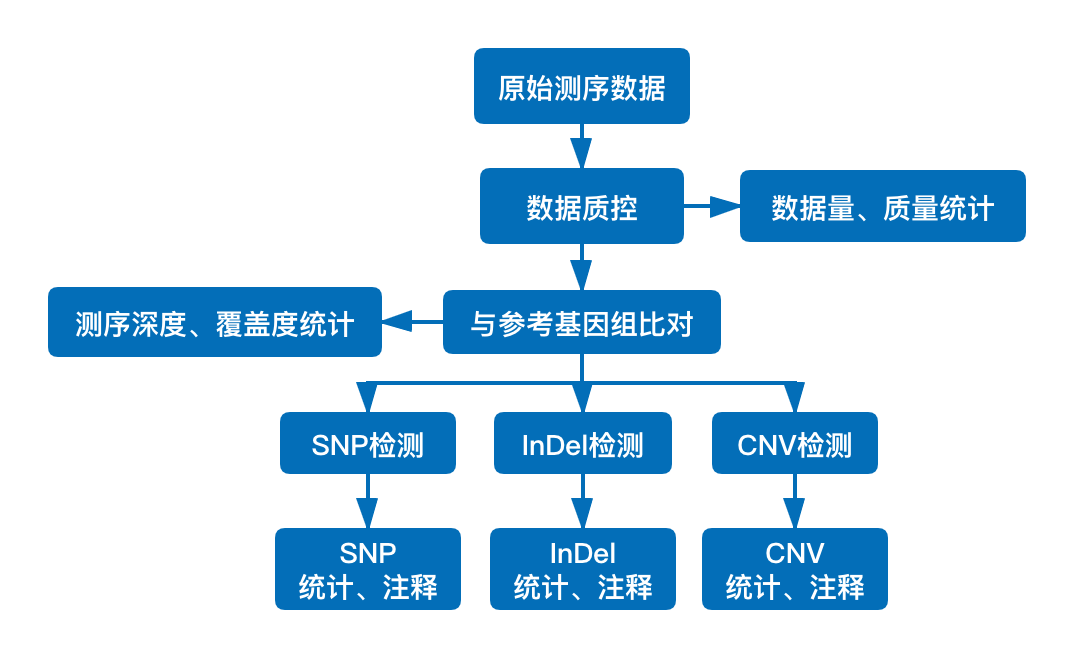 原始测序数据
数据质控
数据量、质量统计
测序深度、覆盖度统计
与参考基因组比对
SNP检测
InDel检测
CNV检测
SNP
统计、注释
InDel
统计、注释
CNV
统计、注释